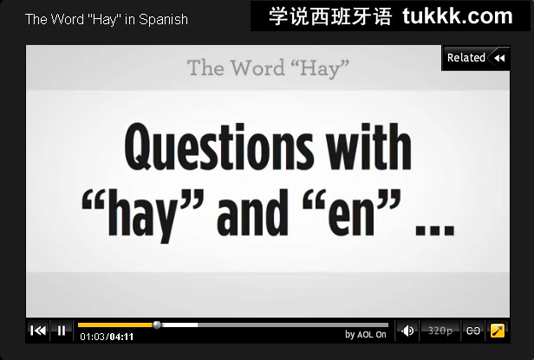 The Word "Hay" in Spanish
学说西班牙语 tukkk.com
The Word “Hay”
Related
Questions with
“hay” and “en” ...
01:03/04:11
by AOL On
320p